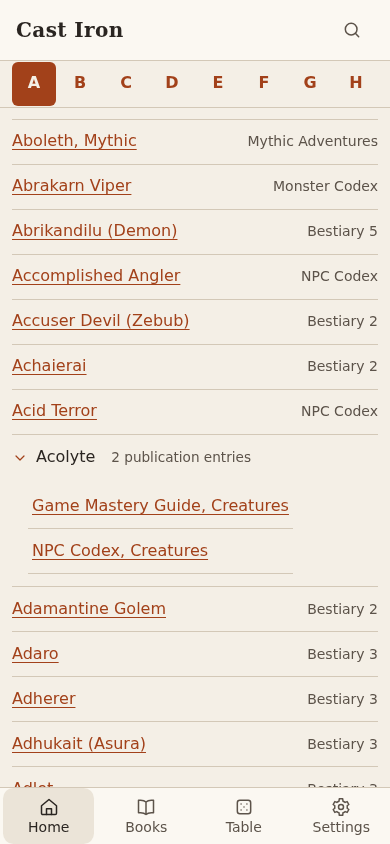 Cast Iron
A B C D E F G H
Aboleth, Mythic Mythic Adventures
Abrakarn Viper Monster Codex
Abrikandilu (Demon) Bestiary 5
Accomplished Angler NPC Codex
Accuser Devil (Zebub) Bestiary 2
Achaierai Bestiary 2
Acid Terror NPC Codex
Acolyte 2 publication entries
Game Mastery Guide, Creatures
NPC Codex, Creatures
Adamantine Golem Bestiary 2
Adaro Bestiary 3
Adherer Bestiary 3
Adhukait (Asura) Bestiary 3
Adlet Bestiary 3
Home Books Table Settings